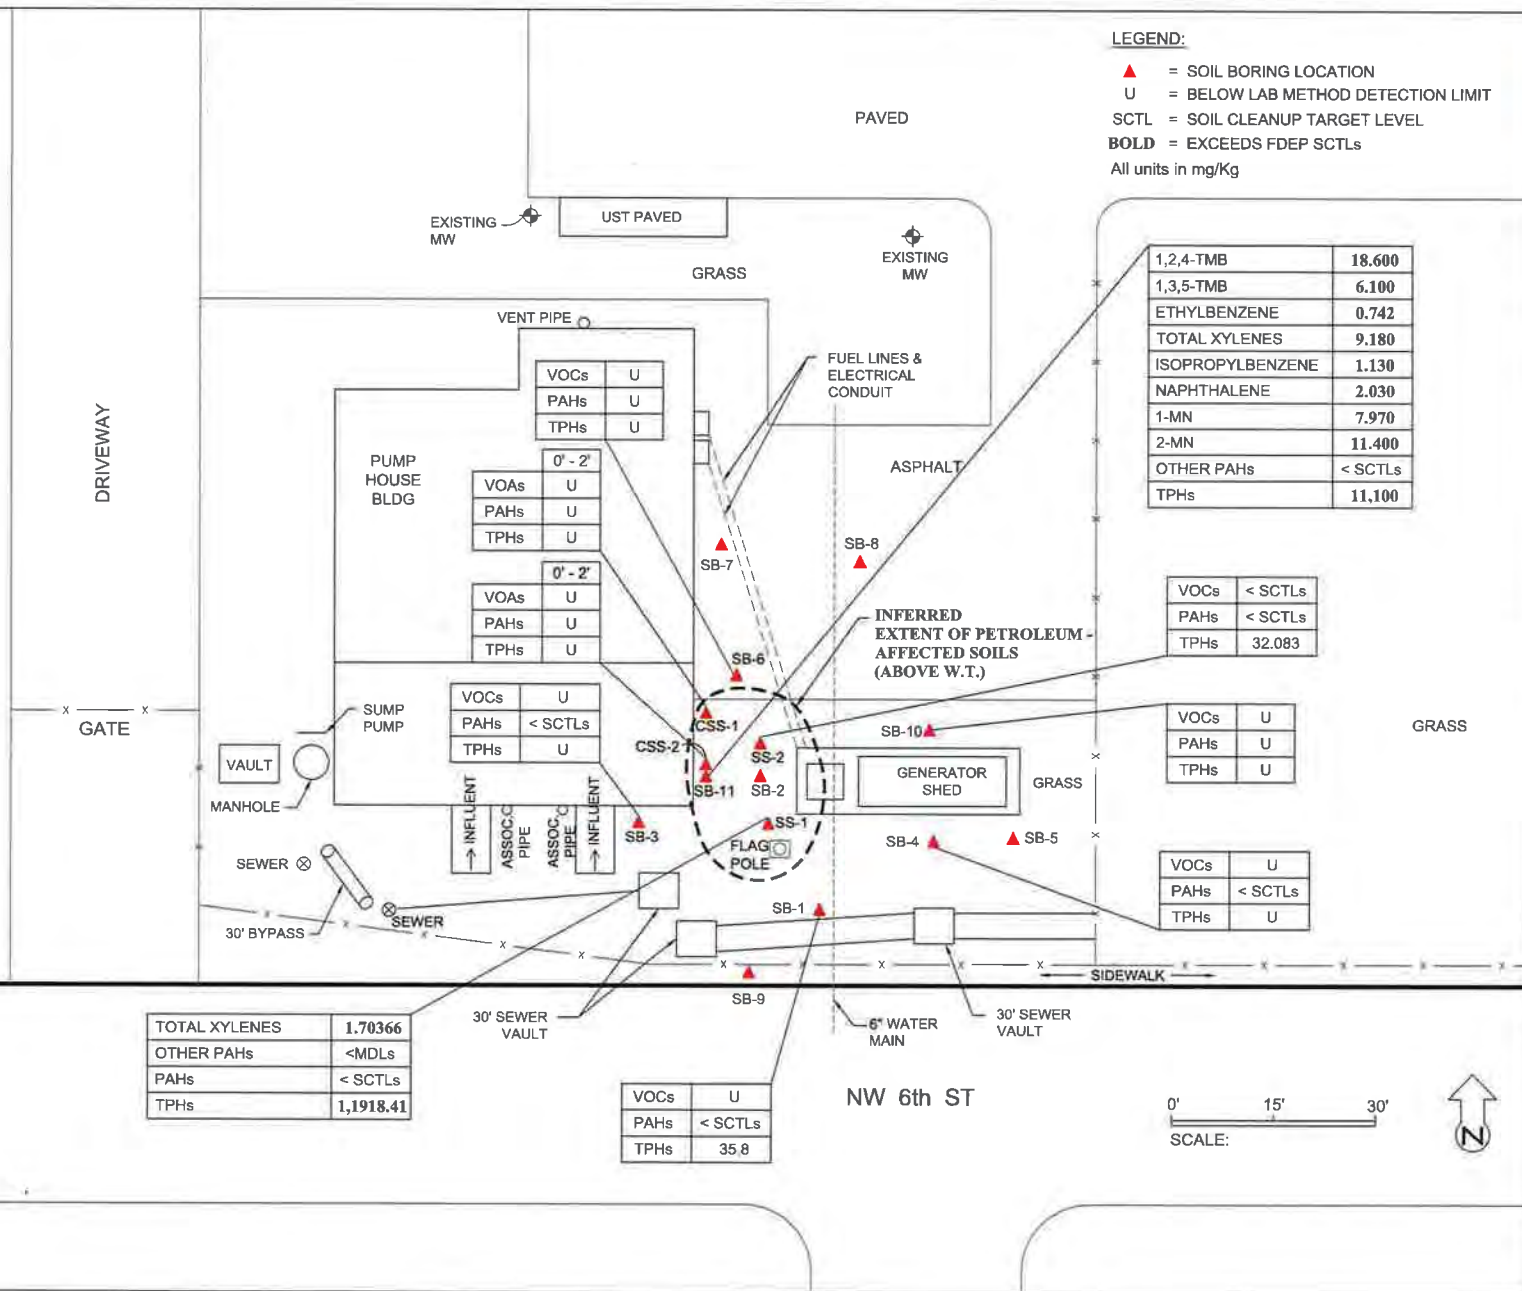 LEGEND:
= SOIL BORING LOCATION
U = BELOW LAB METHOD DETECTION LIMIT
SCTL = SOIL CLEANUP TARGET LEVEL
BOLD = EXCEEDS FDEP SCTLs
All units in mg/Kg
PAVED
EXISTING
MW
UST PAVED
EXISTING
MW
GRASS
1,2,4-TMB 18.600
1,3,5-TMB 6.100
ETHYLBENZENE 0.742
TOTAL XYLENES 9.180
ISOPROPYLBENZENE 1.130
NAPHTHALENE 2.030
1-MN 7.970
2-MN 11.400
OTHER PAHs < SCTLs
TPHs 11,100
VENT PIPE
FUEL LINES &
ELECTRICAL
CONDUIT
VOCs U
PAHs U
TPHs U
DRIVEWAY
PUMP
HOUSE
BLDG
0' - 2'
VOAs U
PAHs U
TPHs U
ASPHALT
SB-7
SB-8
0' - 2'
VOAs U
PAHs U
TPHs U
INFERRED
EXTENT OF PETROLEUM -
AFFECTED SOILS
(ABOVE W.T.)
VOCs < SCTLs
PAHs < SCTLs
TPHs 32.083
SB-6
VOCs U
PAHs < SCTLs
TPHs U
x x
GATE
SUMP
PUMP
CSS-1
CSS-2
SS-2
SB-10
VOCs U
PAHs U
TPHs U
GRASS
VAULT
MANHOLE
SB-11
SB-2
GENERATOR
SHED
GRASS
INFLUENT
ASSOC.
PIPE
ASSOC.
PIPE
INFLUENT
SB-3
SS-1
FLAG
POLE
SB-4
SB-5
SEWER
SEWER
30' BYPASS
VOCs U
PAHs < SCTLs
TPHs U
SB-1
SIDEWALK
SB-9
TOTAL XYLENES 1.70366
OTHER PAHs <MDLs
PAHs < SCTLs
TPHs 1,1918.41
30' SEWER
VAULT
6" WATER
MAIN
30' SEWER
VAULT
VOCs U
PAHs < SCTLs
TPHs 35.8
NW 6th ST
0' 15' 30'
SCALE:
N